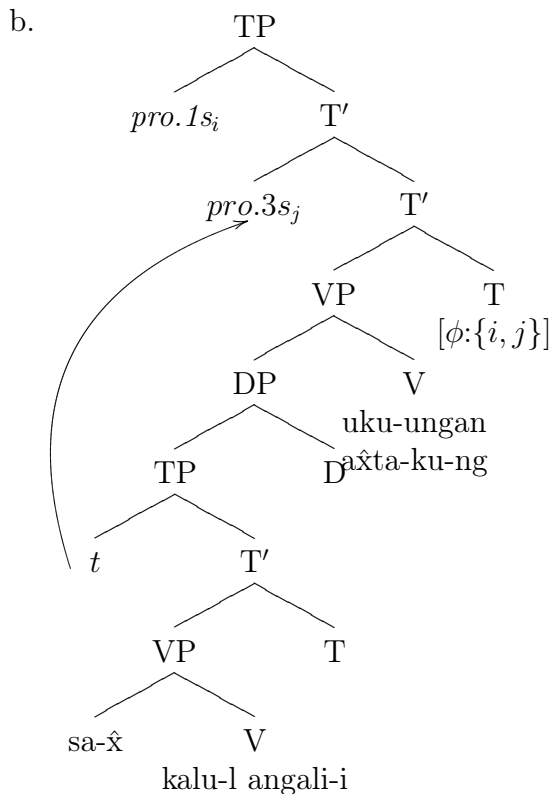 b.
TP
pro.1s_i
T′
pro.3s_j
T′
VP
T
[ϕ:{i, j}]
DP
V
uku-ungan
TP
D
ax̂ta-ku-ng
t
T′
VP
T
sa-x̂
V
kalu-l angali-i